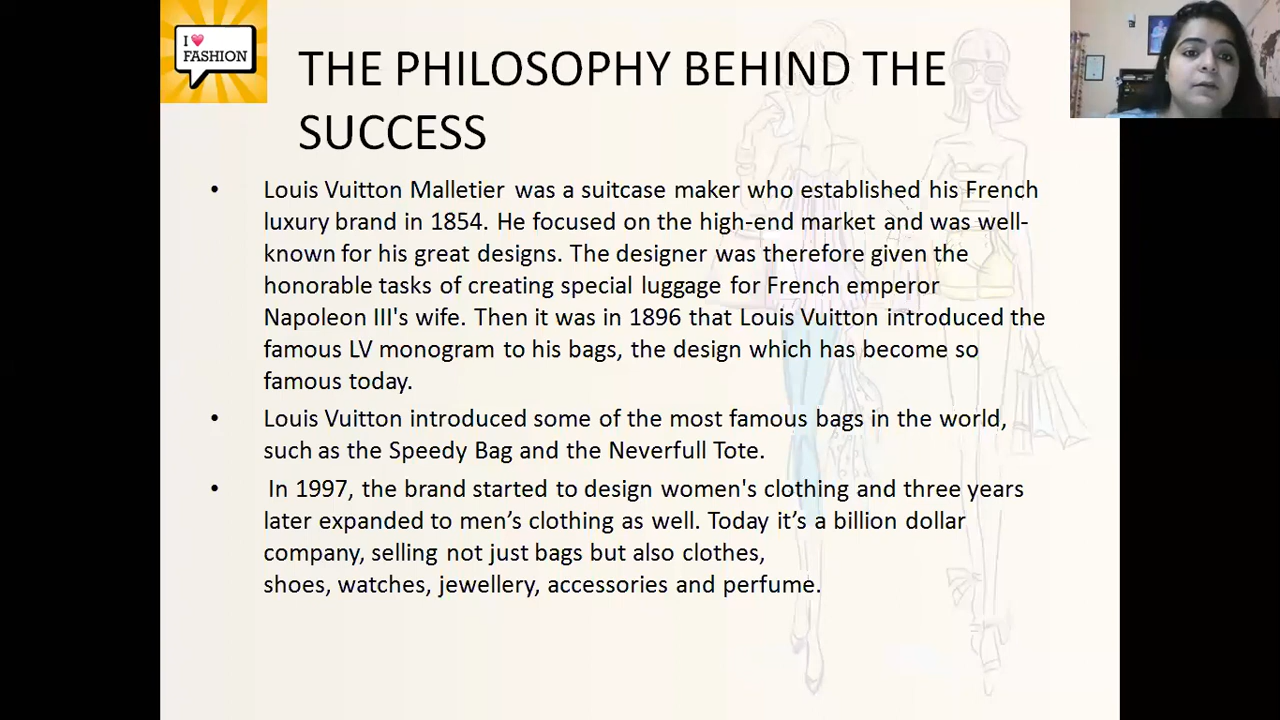 I
FASHION
THE PHILOSOPHY BEHIND THE
SUCCESS
• Louis Vuitton Malletier was a suitcase maker who established his French
luxury brand in 1854. He focused on the high-end market and was well-
known for his great designs. The designer was therefore given the
honorable tasks of creating special luggage for French emperor
Napoleon III's wife. Then it was in 1896 that Louis Vuitton introduced the
famous LV monogram to his bags, the design which has become so
famous today.
• Louis Vuitton introduced some of the most famous bags in the world,
such as the Speedy Bag and the Neverfull Tote.
• In 1997, the brand started to design women's clothing and three years
later expanded to men’s clothing as well. Today it’s a billion dollar
company, selling not just bags but also clothes,
shoes, watches, jewellery, accessories and perfume.